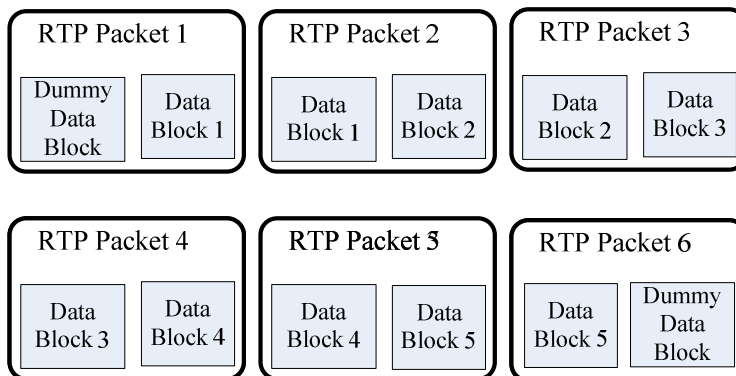 RTP Packet 1
Dummy
Data
Block
Data
Block 1
RTP Packet 2
Data
Block 1
Data
Block 2
RTP Packet 3
Data
Block 2
Data
Block 3
RTP Packet 4
Data
Block 3
Data
Block 4
RTP Packet 5
Data
Block 4
Data
Block 5
RTP Packet 6
Data
Block 5
Dummy
Data
Block